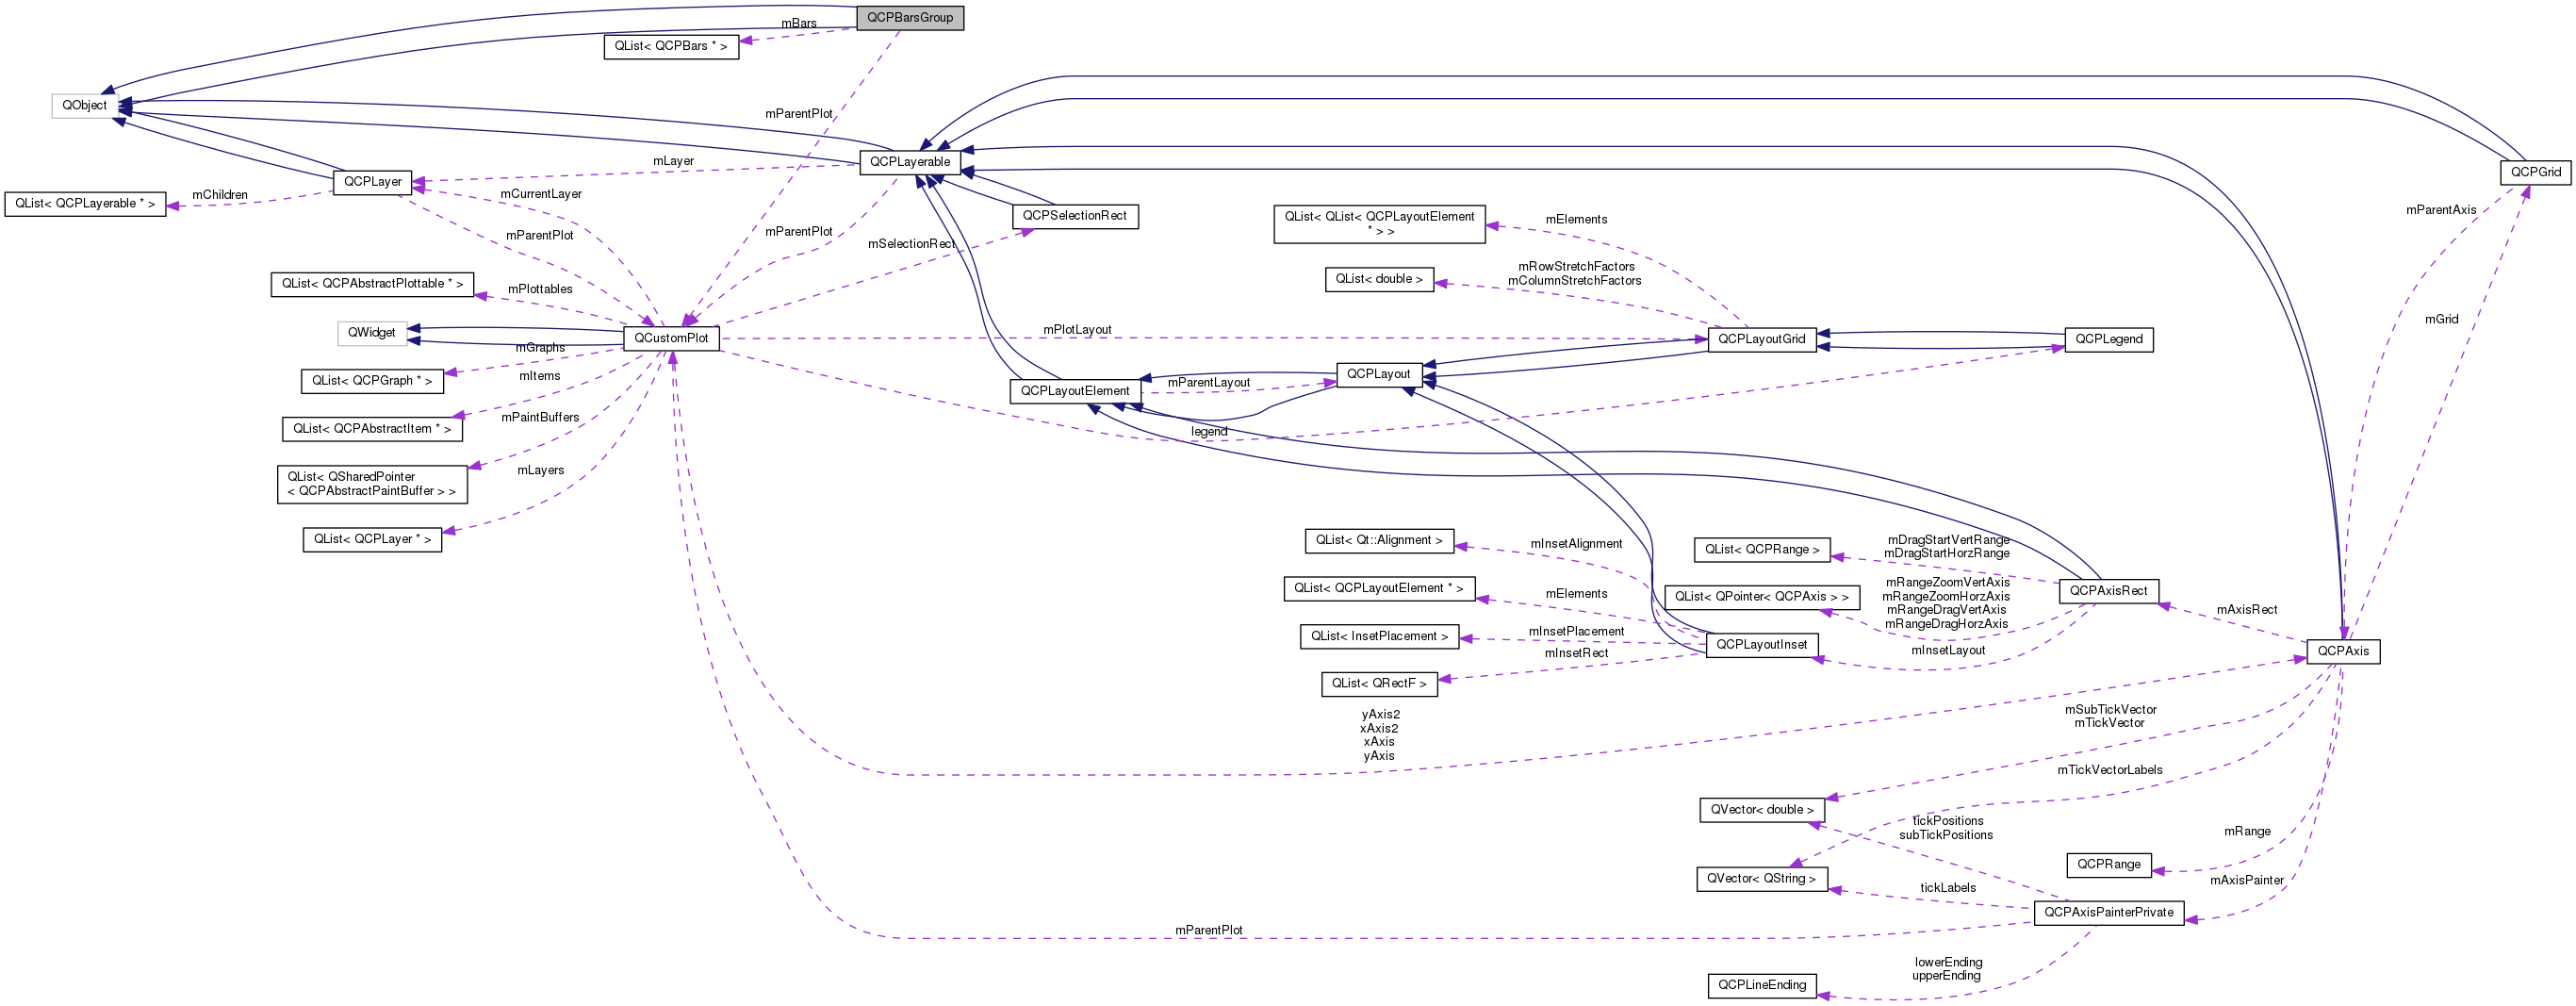 QCPBarsGroup
mBars
QList< QCPBars * >
QObject
mParentPlot
QCPLayerable
mLayer
QCPLayer
QCPGrid
mChildren
mCurrentLayer
QList< QCPLayerable * >
QCPSelectionRect
mParentAxis
QList< QList< QCPLayoutElement
* > >
mElements
mParentPlot
mParentPlot
mSelectionRect
mRowStretchFactors
mColumnStretchFactors
QList< double >
QList< QCPAbstractPlottable * >
mPlottables
mGrid
QWidget
QCustomPlot
mPlotLayout
QCPLayoutGrid
QCPLegend
mGraphs
QList< QCPGraph * >
mItems
QCPLayoutElement
mParentLayout
QCPLayout
mPaintBuffers
QList< QCPAbstractItem * >
legend
mLayers
QList< QSharedPointer
< QCPAbstractPaintBuffer > >
QList< QCPLayer * >
QList< Qt::Alignment >
mInsetAlignment
QList< QCPRange >
mDragStartVertRange
mDragStartHorzRange
QList< QCPLayoutElement * >
mElements
QList< QPointer< QCPAxis > >
mRangeZoomVertAxis
mRangeZoomHorzAxis
mRangeDragVertAxis
mRangeDragHorzAxis
QCPAxisRect
mAxisRect
QList< InsetPlacement >
mInsetPlacement
QCPLayoutInset
mInsetLayout
QCPAxis
mInsetRect
QList< QRectF >
yAxis2
xAxis2
xAxis
yAxis
mSubTickVector
mTickVector
mTickVectorLabels
QVector< double >
tickPositions
subTickPositions
mRange
QCPRange
QVector< QString >
tickLabels
mAxisPainter
QCPAxisPainterPrivate
mParentPlot
lowerEnding
upperEnding
QCPLineEnding